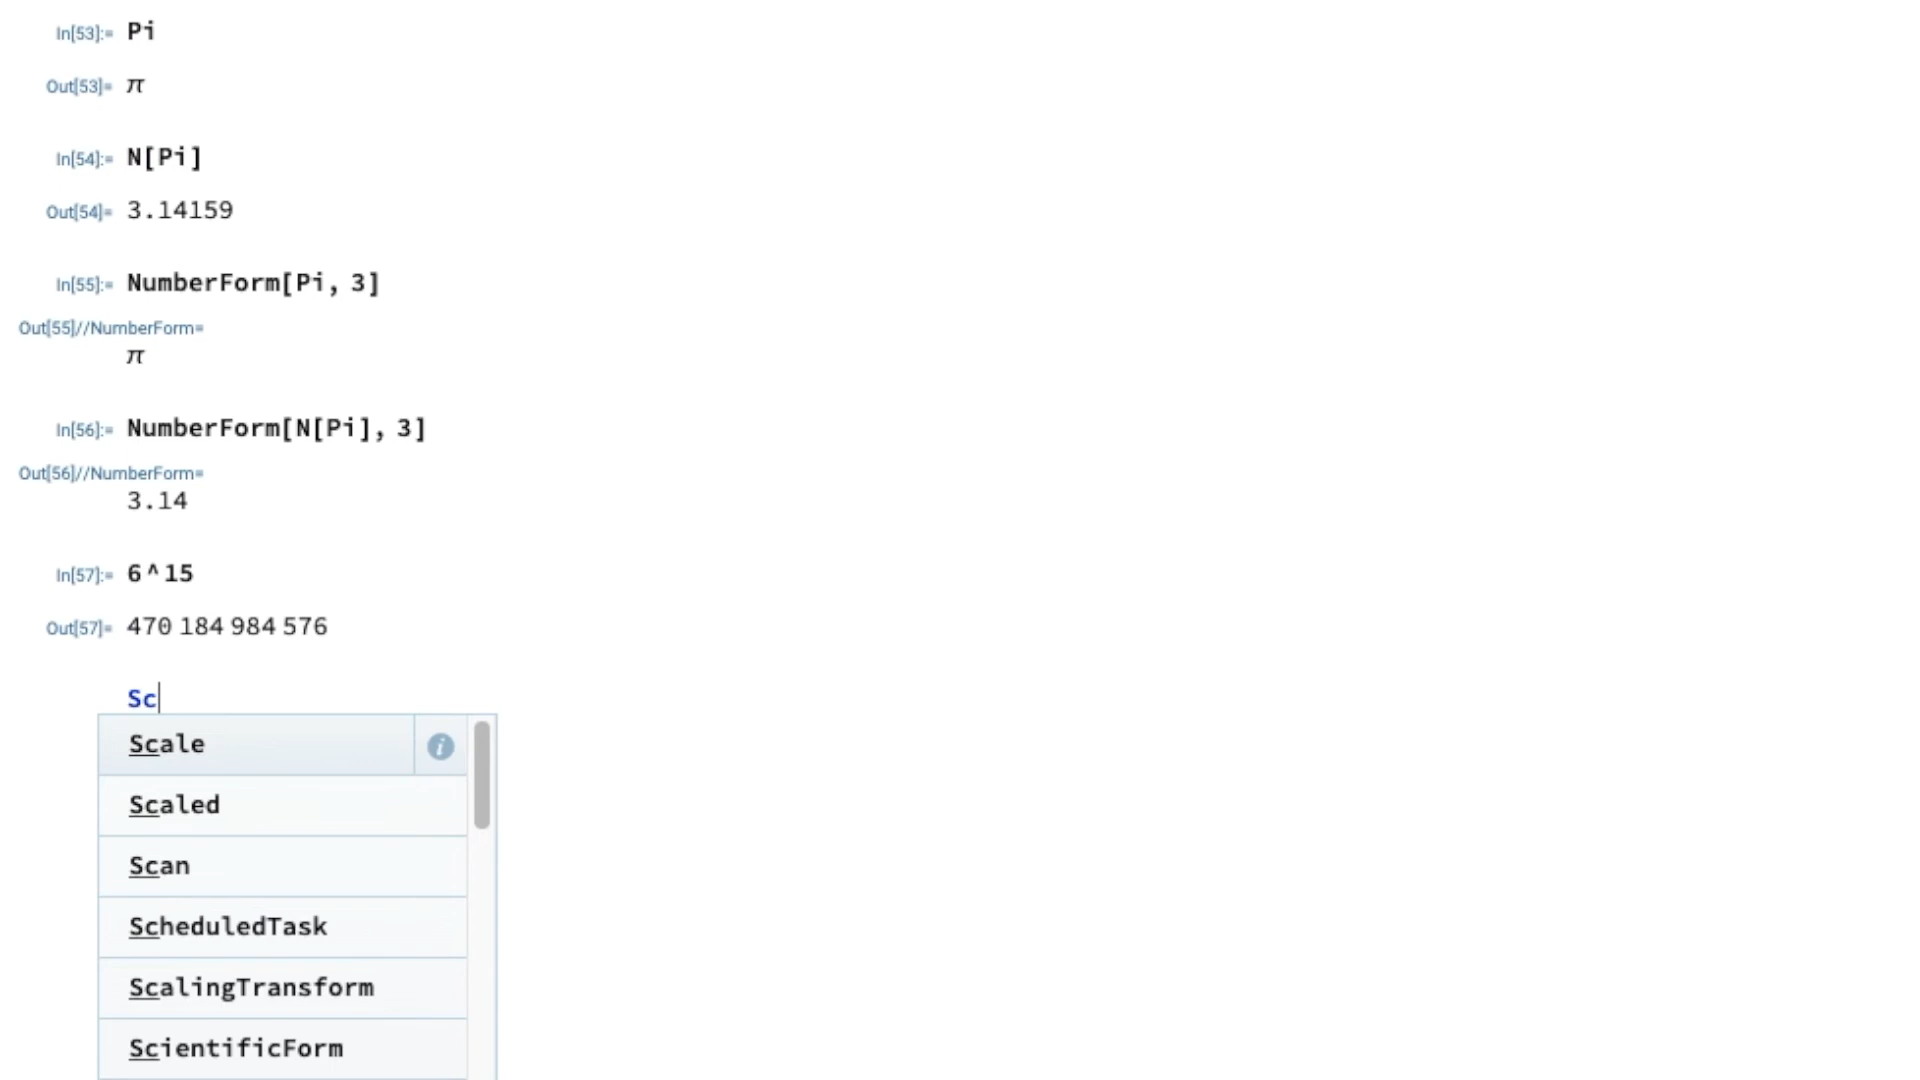 In[53]:= Pi
Out[53]= π
In[54]:= N[Pi]
Out[54]= 3.14159
In[55]:= NumberForm[Pi, 3]
Out[55]//NumberForm=
π
In[56]:= NumberForm[N[Pi], 3]
Out[56]//NumberForm=
3.14
In[57]:= 6^15
Out[57]= 470 184 984 576
Sc
Scale i
Scaled
Scan
ScheduledTask
ScalingTransform
ScientificForm